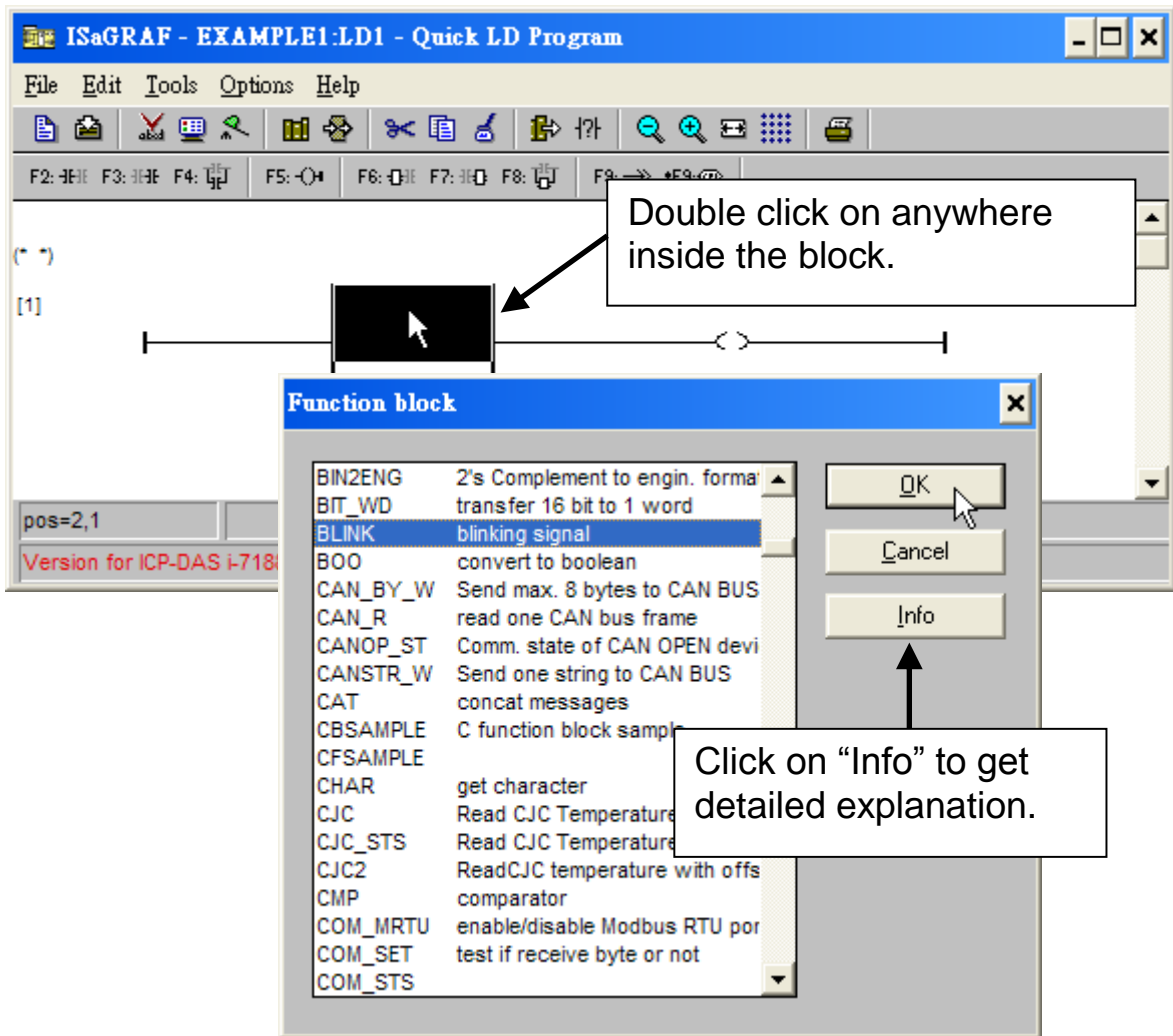 ISaGRAF - EXAMPLE1:LD1 - Quick LD Program
File Edit Tools Options Help
F2: F3: F4: F5: F6: F7: F8: F9: F9:
Double click on anywhere
inside the block.
(* *)
[1]
pos=2,1
Version for ICP-DAS i-718
Function block
BIN2ENG 2's Complement to engin. format
BIT_WD transfer 16 bit to 1 word
BLINK blinking signal
BOO convert to boolean
CAN_BY_W Send max. 8 bytes to CAN BUS
CAN_R read one CAN bus frame
CANOP_ST Comm. state of CAN OPEN devi
CANSTR_W Send one string to CAN BUS
CAT concat messages
CBSAMPLE C function block sample
CFSAMPLE
CHAR get character
CJC Read CJC Temperature
CJC_STS Read CJC Temperature
CJC2 ReadCJC temperature with offs
CMP comparator
COM_MRTU enable/disable Modbus RTU por
COM_SET test if receive byte or not
COM_STS
OK
Cancel
Info
Click on “Info” to get
detailed explanation.